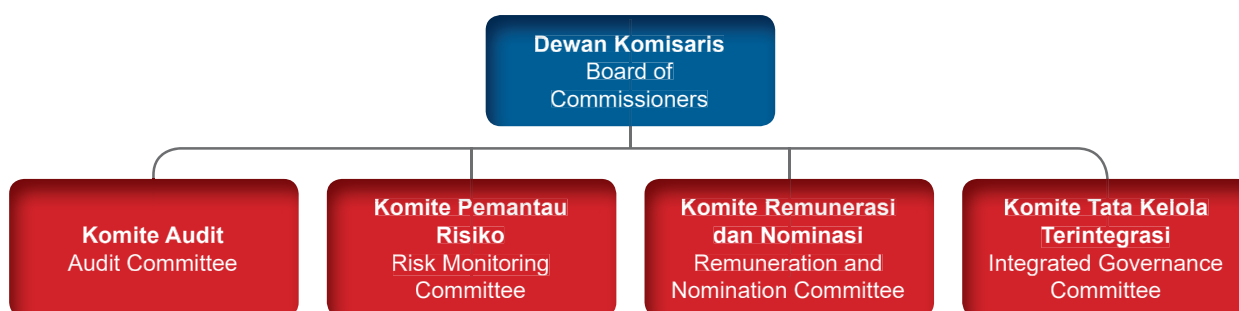 Dewan Komisaris
Board of
Commissioners
Komite Audit
Audit Committee
Komite Pemantau
Risiko
Risk Monitoring
Committee
Komite Remunerasi
dan Nominasi
Remuneration and
Nomination Committee
Komite Tata Kelola
Terintegrasi
Integrated Governance
Committee